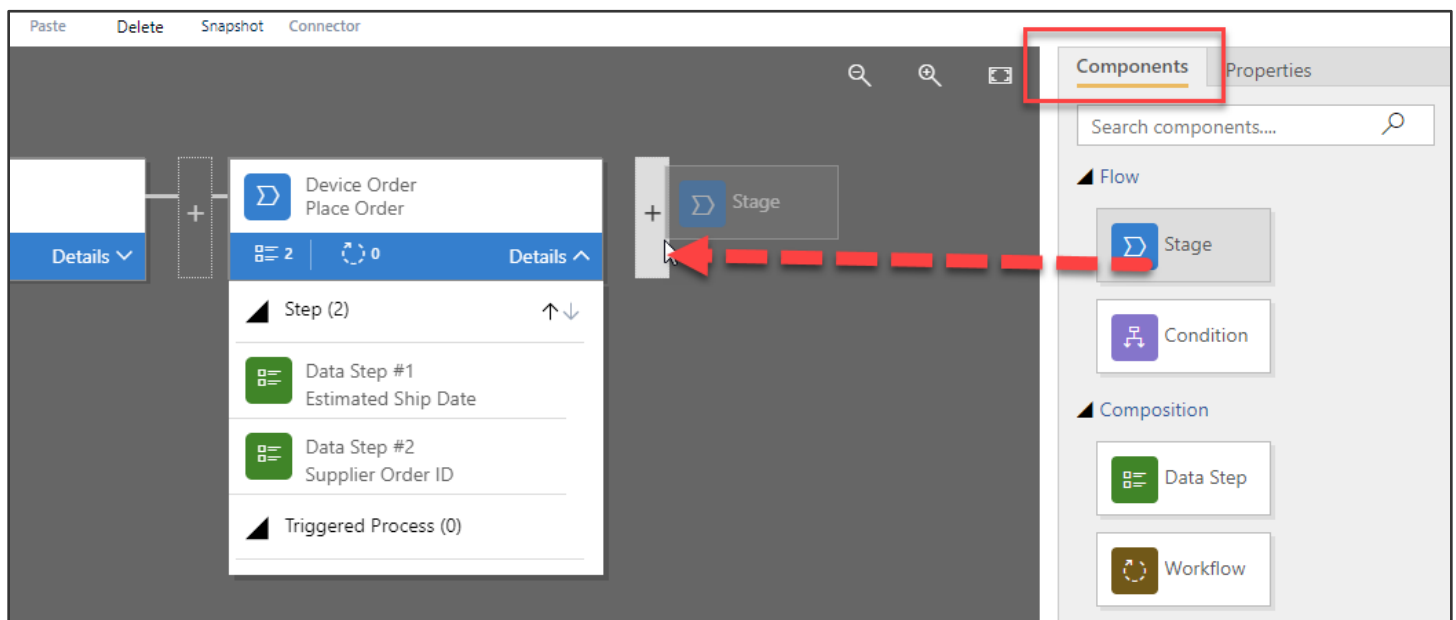 Paste Delete Snapshot Connector
Components Properties
Search components....
Flow
Stage
Condition
Composition
Data Step
Workflow
Details
+
Device Order
Place Order
2 0 Details
Step (2)
Data Step #1
Estimated Ship Date
Data Step #2
Supplier Order ID
Triggered Process (0)
+
Stage